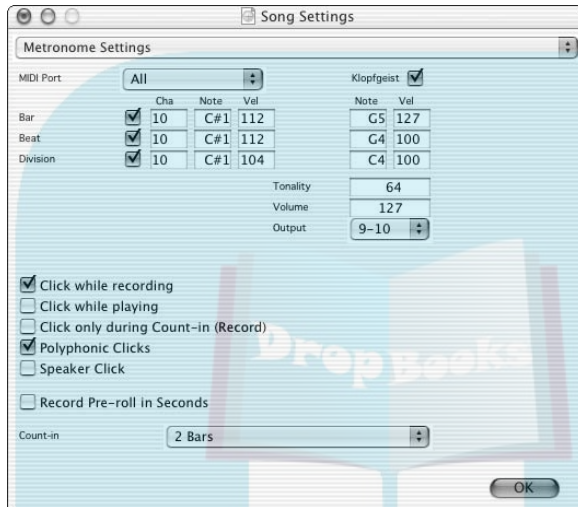 Song Settings
Metronome Settings
MIDI Port All Klopfgeist
Cha Note Vel Note Vel
Bar 10 C#1 112 G5 127
Beat 10 C#1 112 G4 100
Division 10 C#1 104 C4 100
Tonality 64
Volume 127
Output 9-10
Click while recording
Click while playing
Click only during Count-in (Record)
Polyphonic Clicks
DropBooks
Speaker Click
Record Pre-roll in Seconds
Count-in 2 Bars
OK